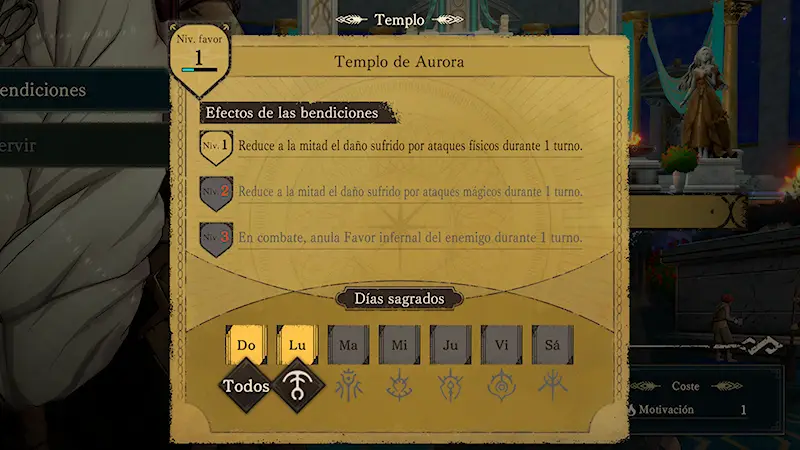 Templo
Niv. favor
1
Templo de Aurora
endiciones
ervir
Efectos de las bendiciones
Niv. 1 Reduce a la mitad el daño sufrido por ataques físicos durante 1 turno.
Niv. 2 Reduce a la mitad el daño sufrido por ataques mágicos durante 1 turno.
Niv. 3 En combate, anula Favor infernal del enemigo durante 1 turno.
Días sagrados
Do Lu Ma Mi Ju Vi Sá
Todos
Coste
Motivación 1